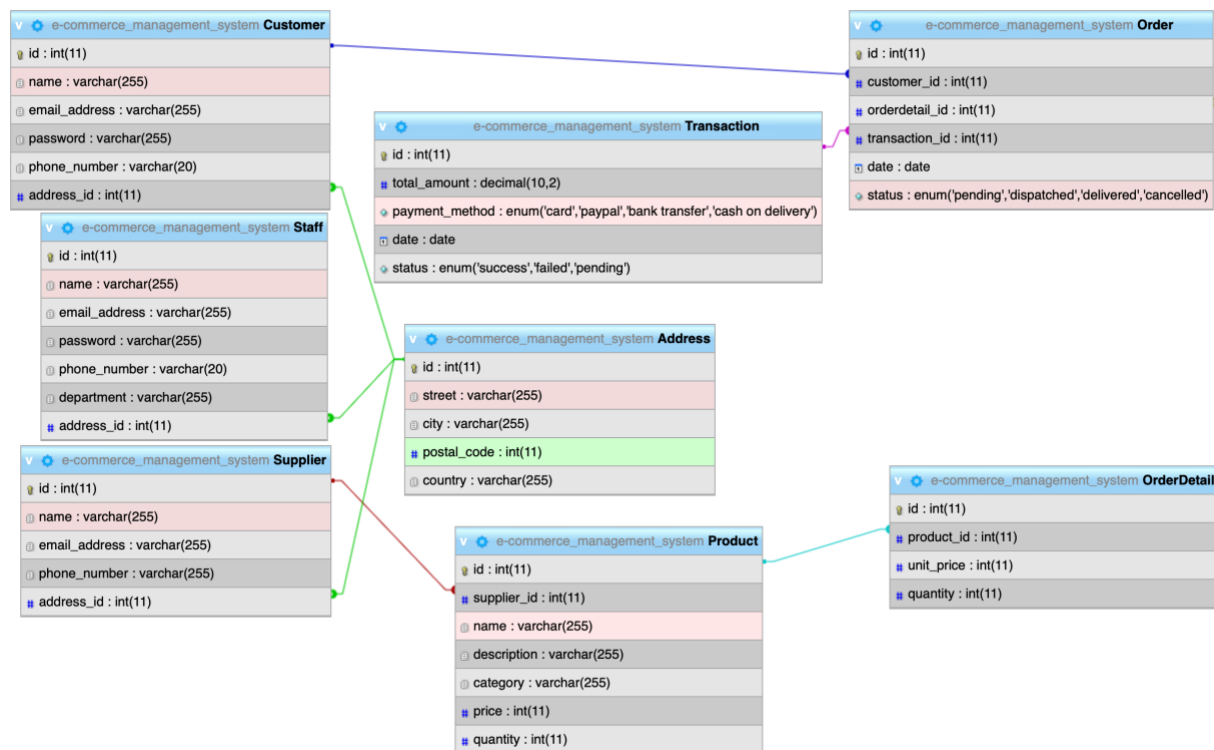 e-commerce_management_system Customer
id : int(11)
name : varchar(255)
email_address : varchar(255)
password : varchar(255)
phone_number : varchar(20)
address_id : int(11)
e-commerce_management_system Staff
id : int(11)
name : varchar(255)
email_address : varchar(255)
password : varchar(255)
phone_number : varchar(20)
department : varchar(255)
address_id : int(11)
e-commerce_management_system Supplier
id : int(11)
name : varchar(255)
email_address : varchar(255)
phone_number : varchar(255)
address_id : int(11)
e-commerce_management_system Transaction
id : int(11)
total_amount : decimal(10,2)
payment_method : enum('card','paypal','bank transfer','cash on delivery')
date : date
status : enum('success','failed','pending')
e-commerce_management_system Address
id : int(11)
street : varchar(255)
city : varchar(255)
postal_code : int(11)
country : varchar(255)
e-commerce_management_system Product
id : int(11)
supplier_id : int(11)
name : varchar(255)
description : varchar(255)
category : varchar(255)
price : int(11)
quantity : int(11)
e-commerce_management_system Order
id : int(11)
customer_id : int(11)
orderdetail_id : int(11)
transaction_id : int(11)
date : date
status : enum('pending','dispatched','delivered','cancelled')
e-commerce_management_system OrderDetail
id : int(11)
product_id : int(11)
unit_price : int(11)
quantity : int(11)